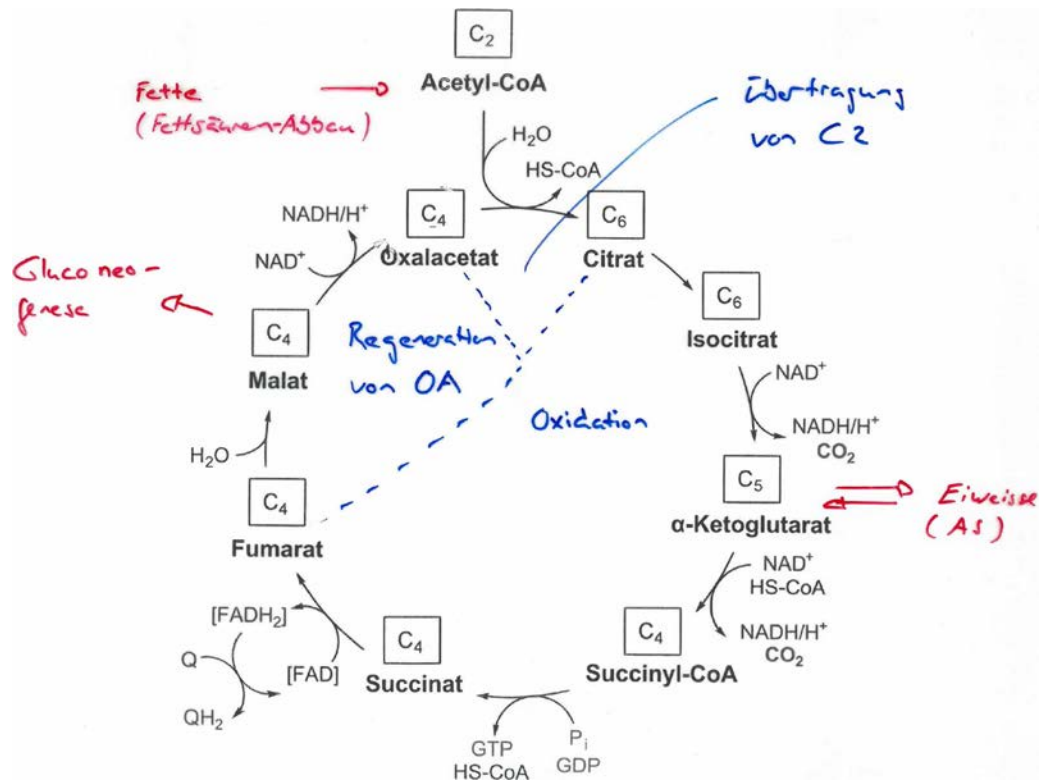 C2
Acetyl-CoA
Fette
(Fettsäuren-Abbau)
Übertragung
von C2
H2O
HS-CoA
NADH/H+
NAD+
C4
Oxalacetat
C6
Citrat
Gluconeo-
genese
C6
Isocitrat
C4
Malat
Regeneration
von OA
Oxidation
NAD+
NADH/H+
CO2
H2O
C4
Fumarat
C5
α-Ketoglutarat
Eiweisse
(AS)
NAD+
HS-CoA
NADH/H+
CO2
[FADH2]
[FAD]
Q
QH2
C4
Succinat
C4
Succinyl-CoA
GTP
HS-CoA
Pi
GDP